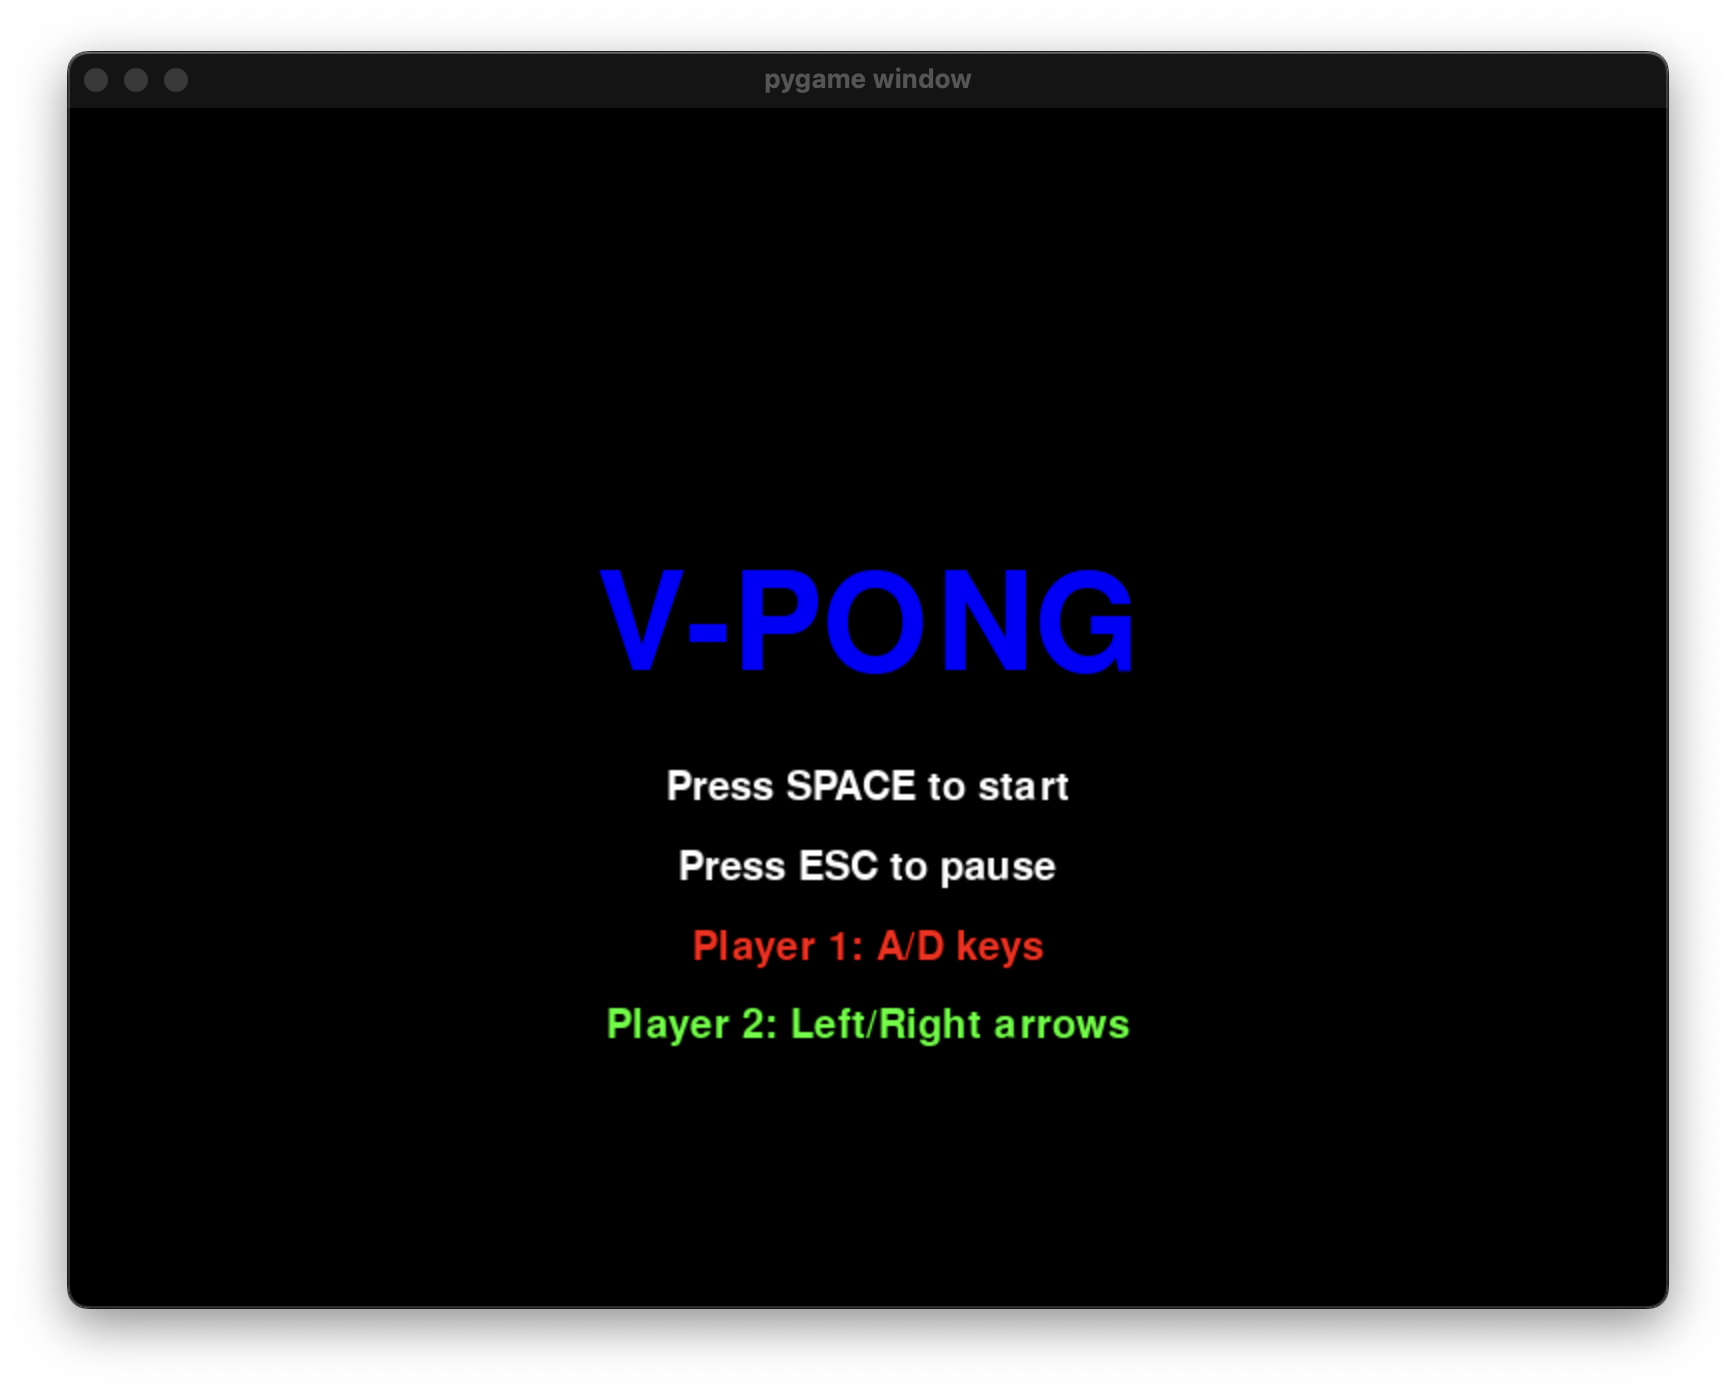 pygame window
V-PONG
Press SPACE to start
Press ESC to pause
Player 1: A/D keys
Player 2: Left/Right arrows